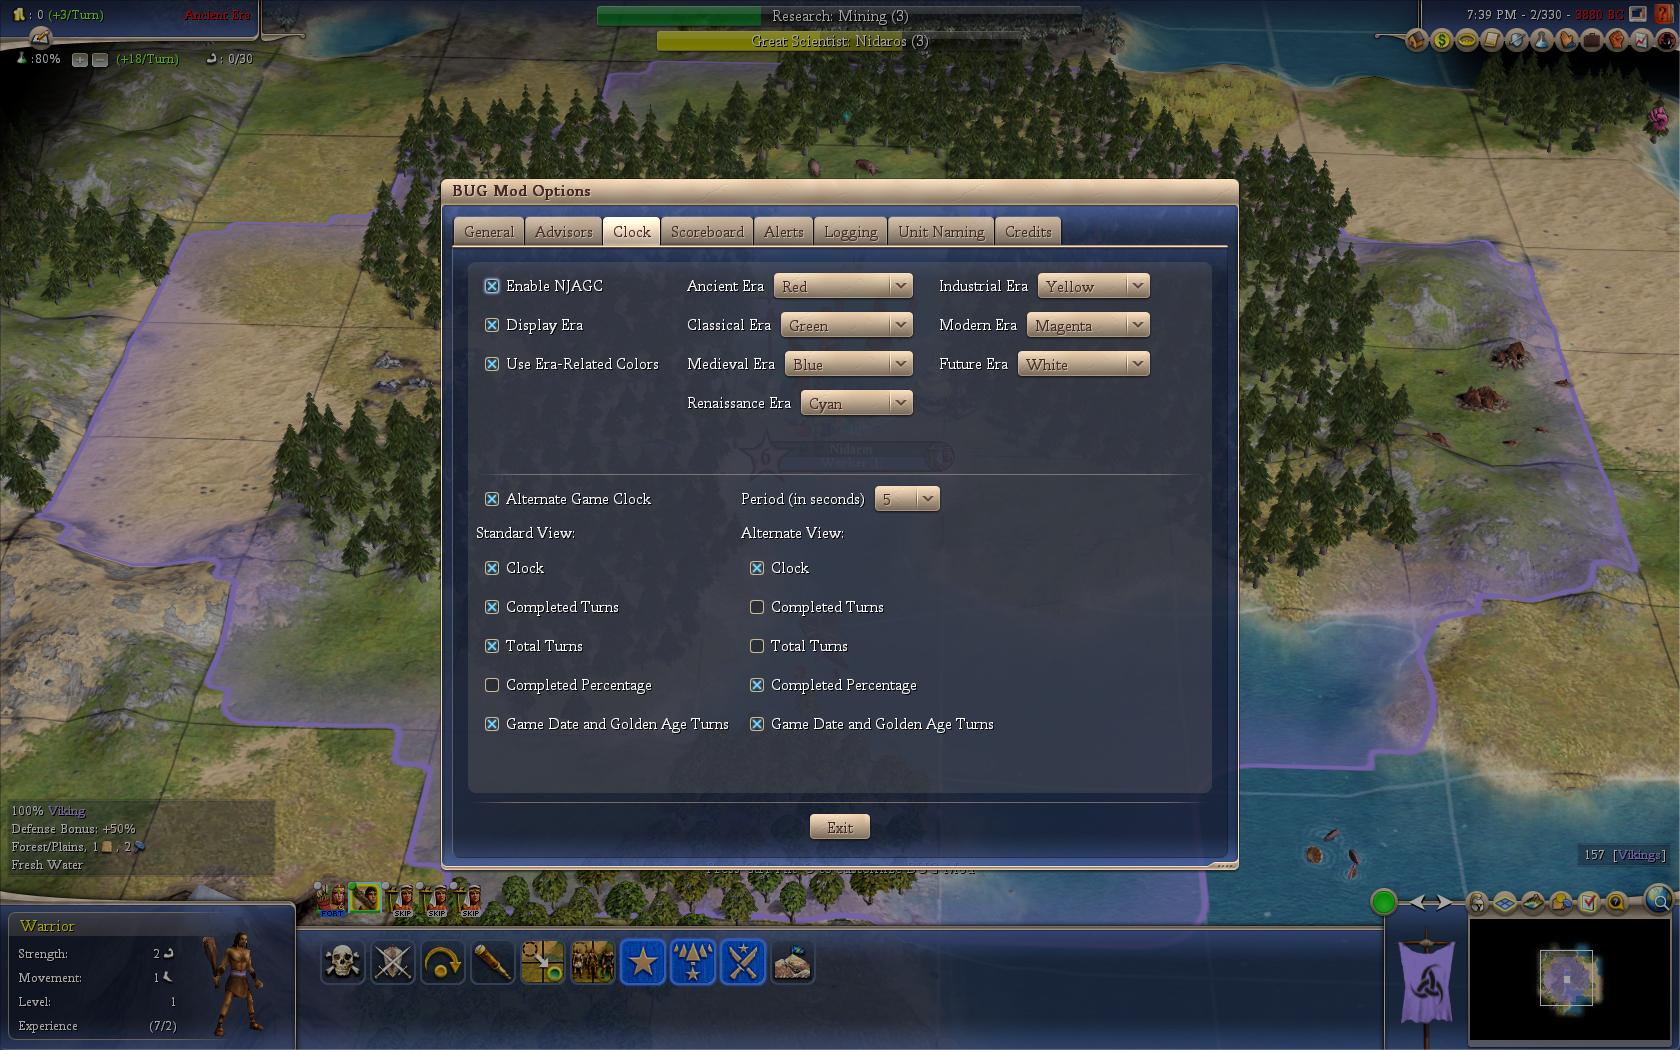 : 0 (+3/Turn)
Ancient Era
Research: Mining (3)
7:39 PM - 2/330 - 3880 BC
Great Scientist: Nidaros (3)
:80%
(+18/Turn)
: 0/30
BUG Mod Options
General
Advisors
Clock
Scoreboard
Alerts
Logging
Unit Naming
Credits
Enable NJAGC
Ancient Era
Red
Industrial Era
Yellow
Display Era
Classical Era
Green
Modern Era
Magenta
Use Era-Related Colors
Medieval Era
Blue
Future Era
White
Renaissance Era
Cyan
6
Alternate Game Clock
Period (in seconds)
5
Standard View:
Alternate View:
Clock
Clock
Completed Turns
Completed Turns
Total Turns
Total Turns
Completed Percentage
Completed Percentage
Game Date and Golden Age Turns
Game Date and Golden Age Turns
Exit
100% Viking
Defense Bonus: +50%
Forest/Plains, 1 , 2
Fresh Water
157 [Vikings]
FORT
SKIP
SKIP
SKIP
Warrior
Strength: 2
Movement: 1
Level: 1
Experience (7/2)